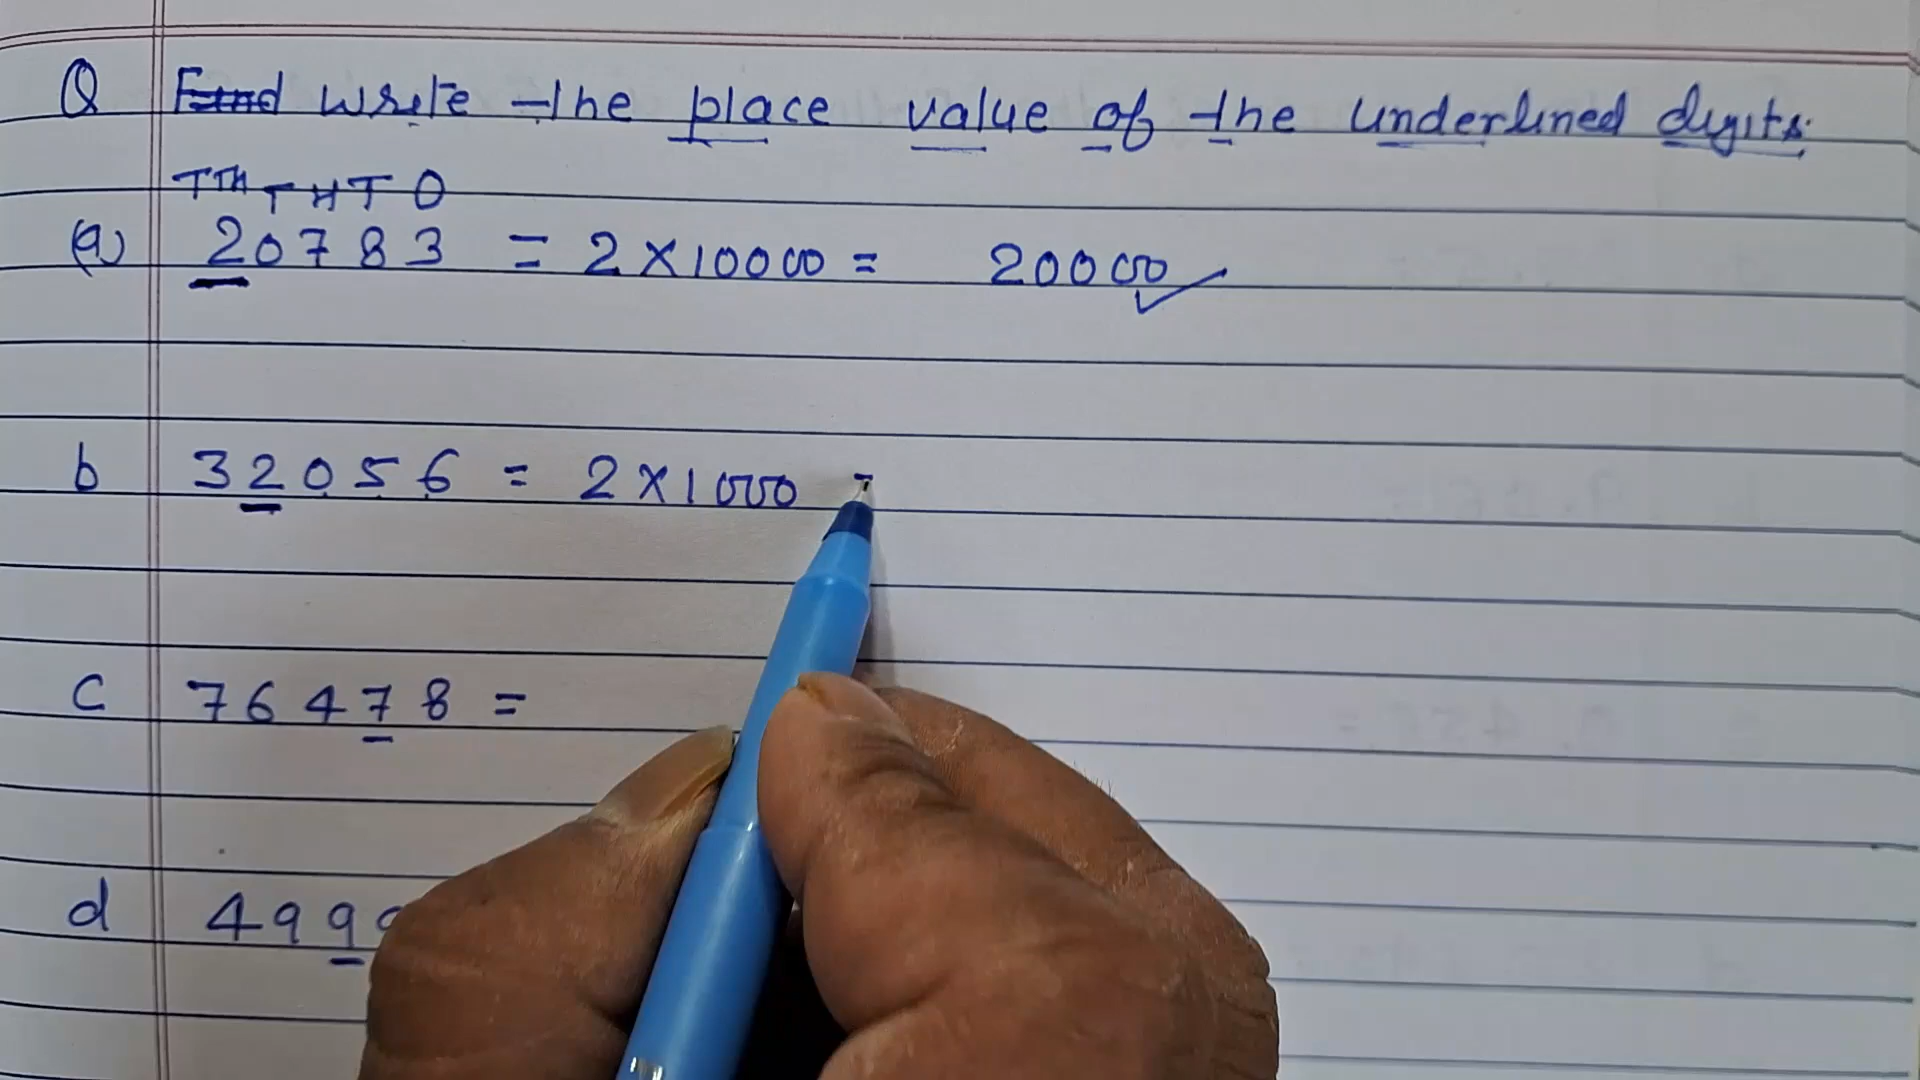 Q Find Write the place value of the underlined digits.
TTH T H T O
(a) 20783 = 2 × 10000 = 20000 ✓
b 32056 = 2 × 1000 =
c 76478 =
d 499